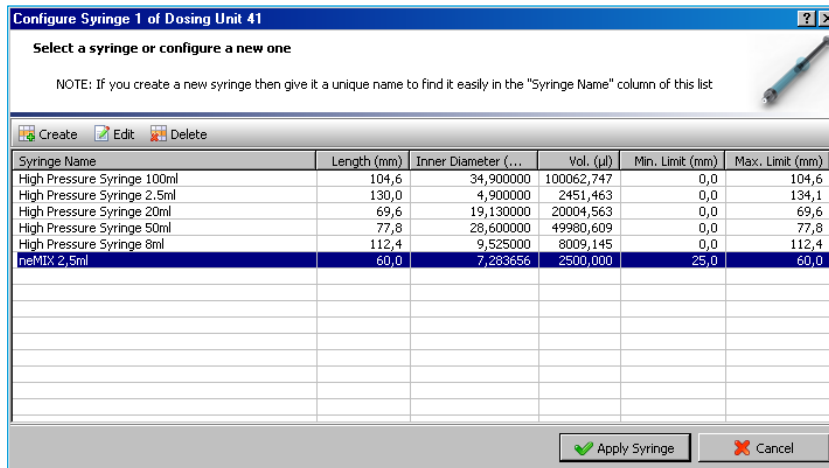 Configure Syringe 1 of Dosing Unit 41
Select a syringe or configure a new one
NOTE: If you create a new syringe then give it a unique name to find it easily in the "Syringe Name" column of this list
Create Edit Delete
Syringe Name Length (mm) Inner Diameter (... Vol. (µl) Min. Limit (mm) Max. Limit (mm)
High Pressure Syringe 100ml 104,6 34,900000 100062,747 0,0 104,6
High Pressure Syringe 2.5ml 130,0 4,900000 2451,463 0,0 134,1
High Pressure Syringe 20ml 69,6 19,130000 20004,563 0,0 69,6
High Pressure Syringe 50ml 77,8 28,600000 49980,609 0,0 77,8
High Pressure Syringe 8ml 112,4 9,525000 8009,145 0,0 112,4
neMIX 2,5ml 60,0 7,283656 2500,000 25,0 60,0
Apply Syringe Cancel